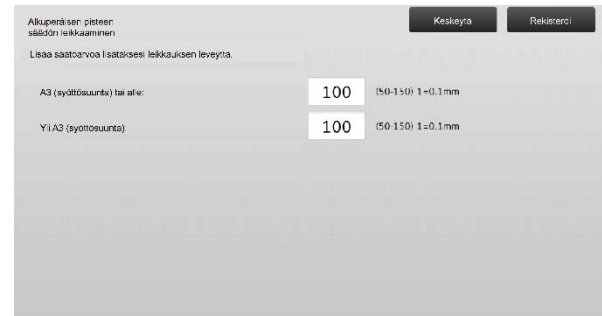 Alkuperäisen pisteen
säädön leikkaaminen
Keskeytä
Rekisteröi
Lisää säätöarvoa lisätäksesi leikkauksen leveyttä.
A3 (syöttösuunta) tai alle:
100
(50-150) 1=0.1mm
Yli A3 (syöttösuunta):
100
(50-150) 1=0.1mm